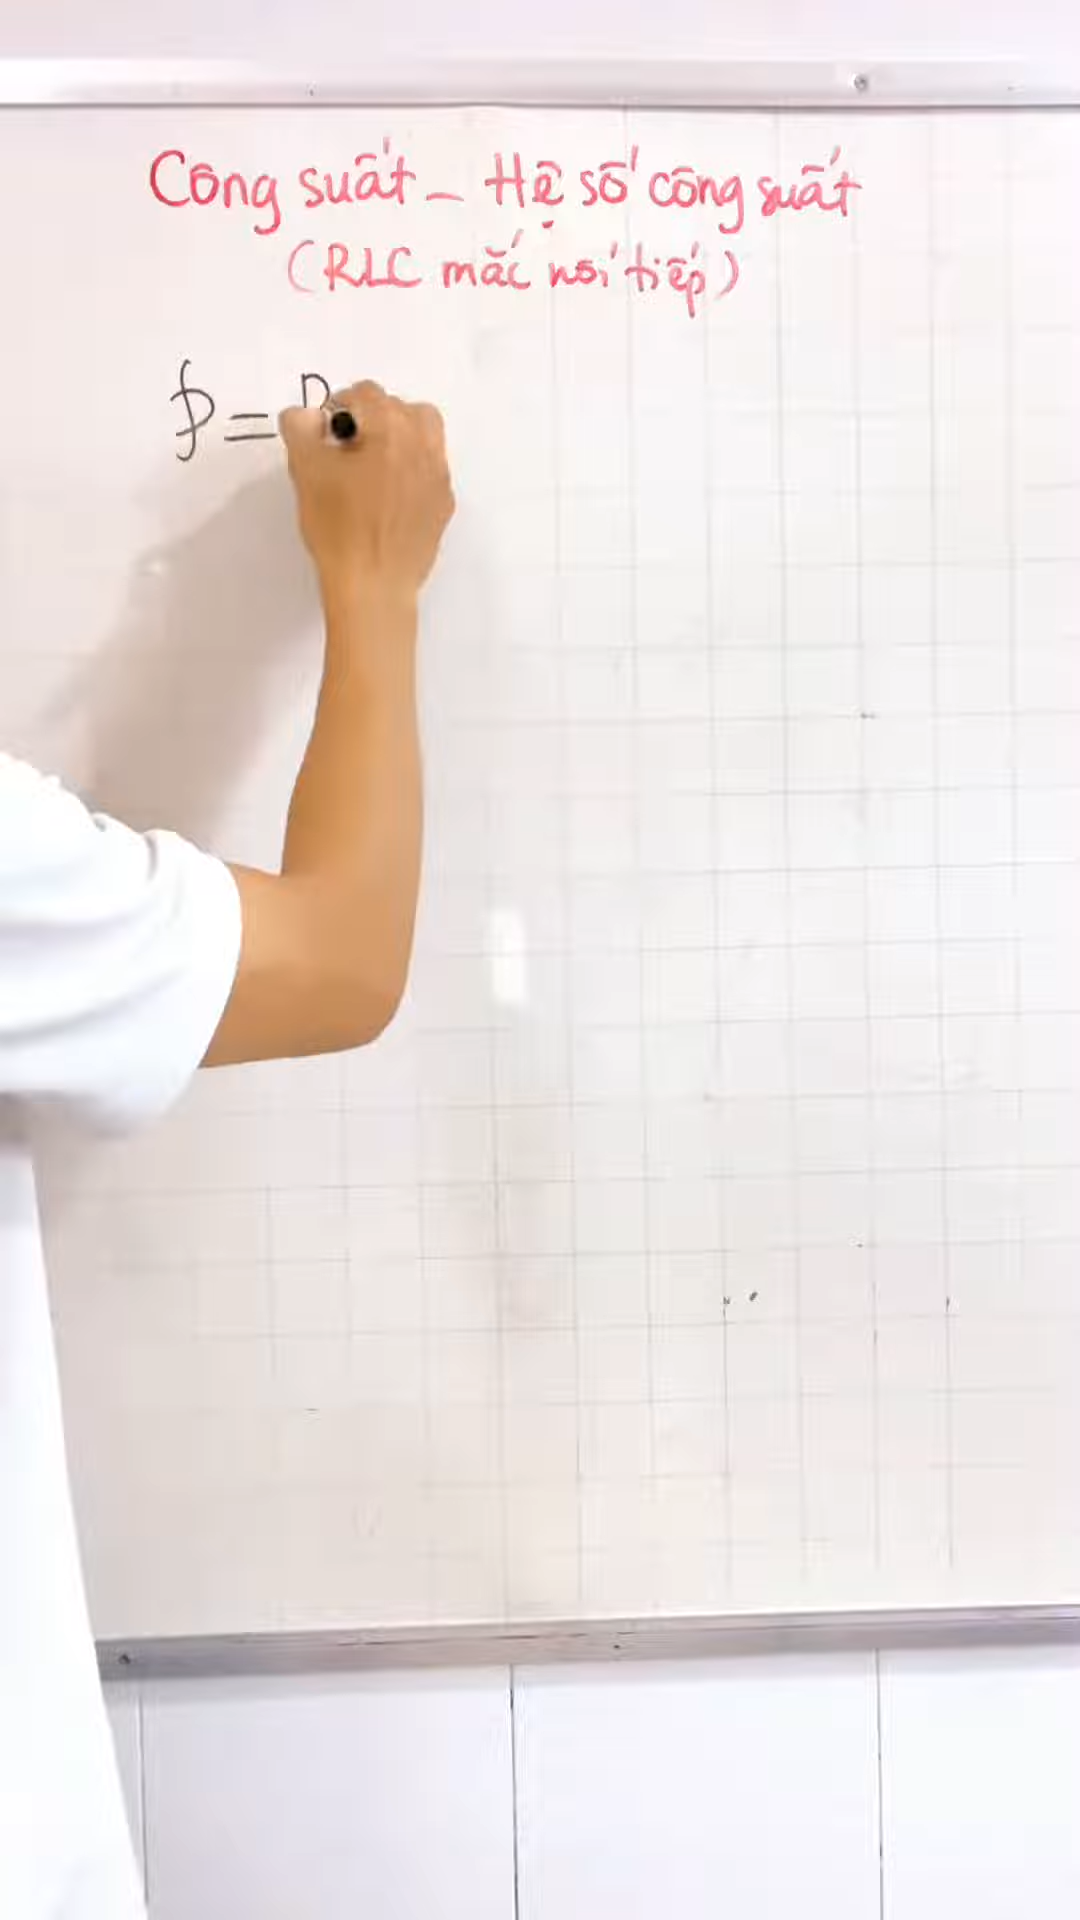 Công suất - Hệ số công suất
(RLC mắc nối tiếp)
P =